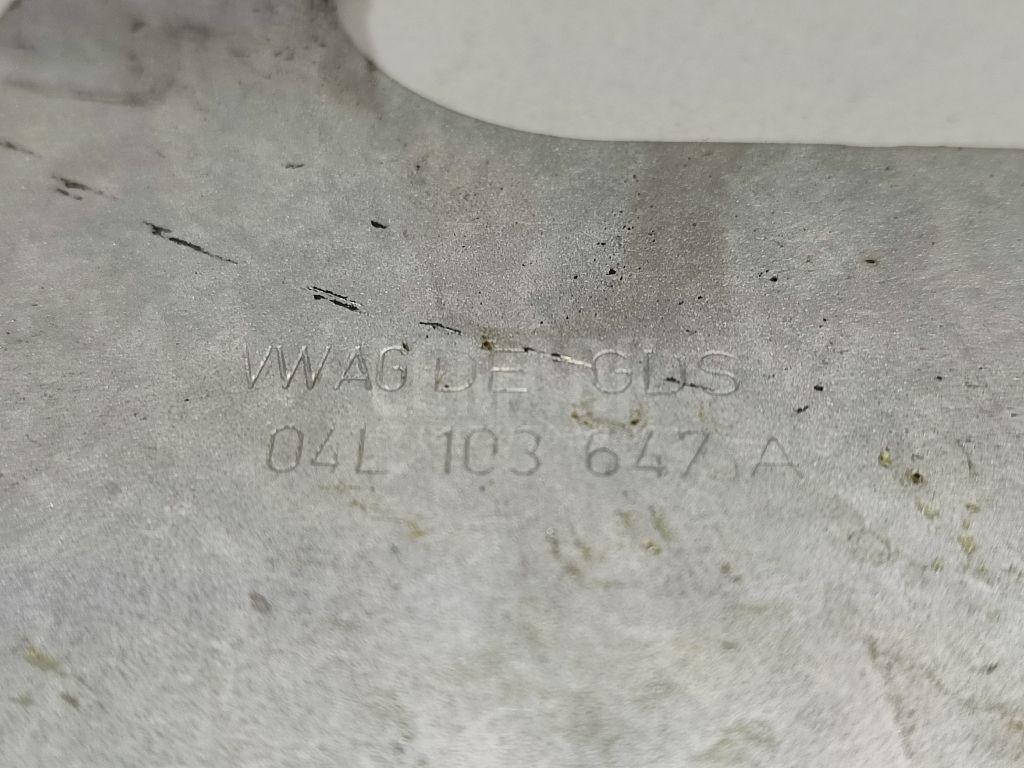 VWAG DE GDS
04L 103 647 A